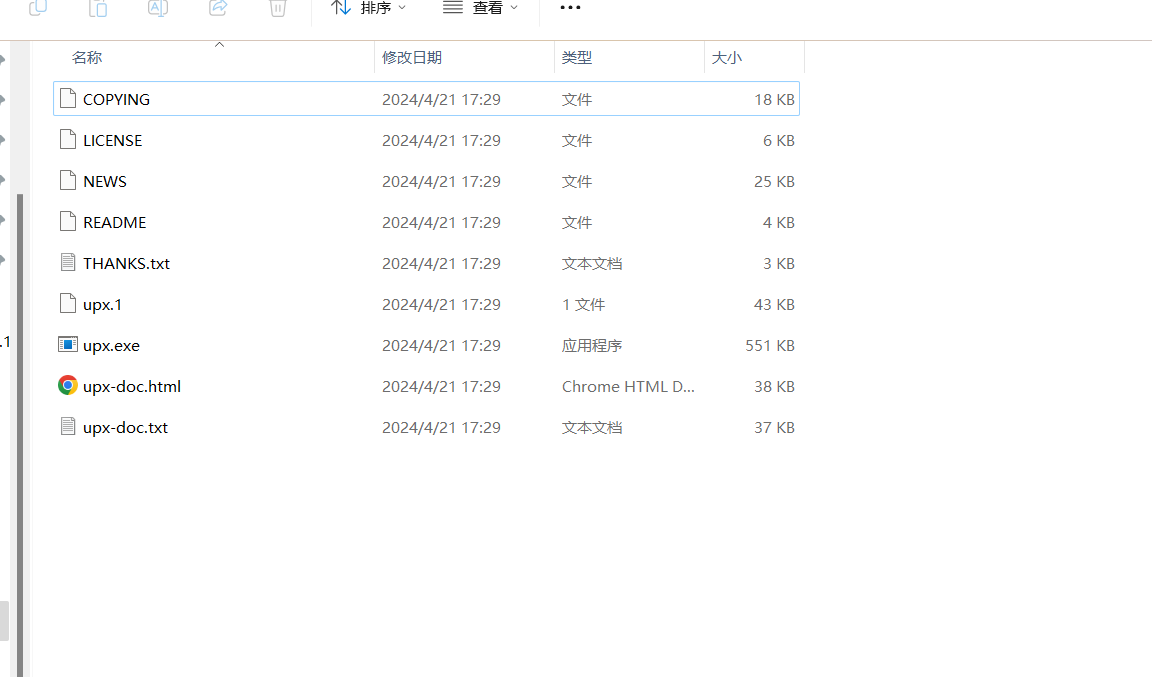 排序 查看
名称 修改日期 类型 大小
COPYING 2024/4/21 17:29 文件 18 KB
LICENSE 2024/4/21 17:29 文件 6 KB
NEWS 2024/4/21 17:29 文件 25 KB
README 2024/4/21 17:29 文件 4 KB
THANKS.txt 2024/4/21 17:29 文本文档 3 KB
upx.1 2024/4/21 17:29 1 文件 43 KB
.1
upx.exe 2024/4/21 17:29 应用程序 551 KB
upx-doc.html 2024/4/21 17:29 Chrome HTML D... 38 KB
upx-doc.txt 2024/4/21 17:29 文本文档 37 KB